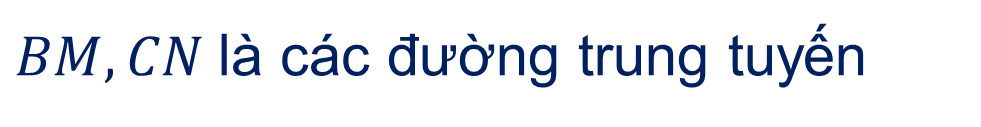 BM, CN là các đường trung tuyến